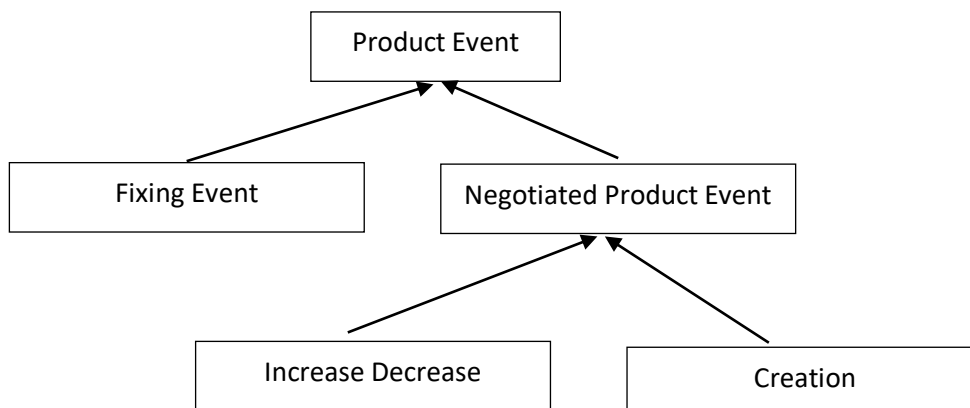 Product Event
Fixing Event
Negotiated Product Event
Increase Decrease
Creation